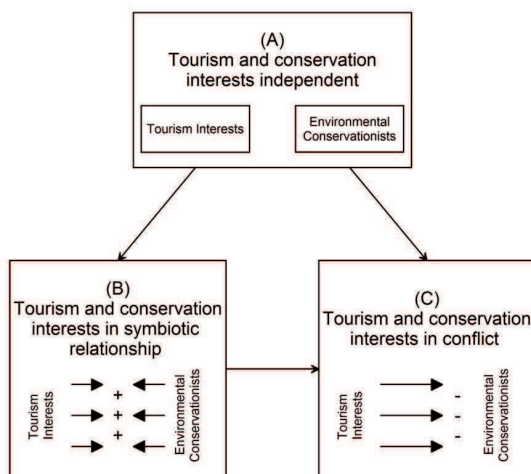 (A)
Tourism and conservation
interests independent
Tourism Interests
Environmental
Conservationists
(B)
Tourism and conservation
interests in symbiotic
relationship
Tourism
Interests
+
+
+
Environmental
Conservationists
(C)
Tourism and conservation
interests in conflict
Tourism
Interests
-
-
-
Environmental
Conservationists